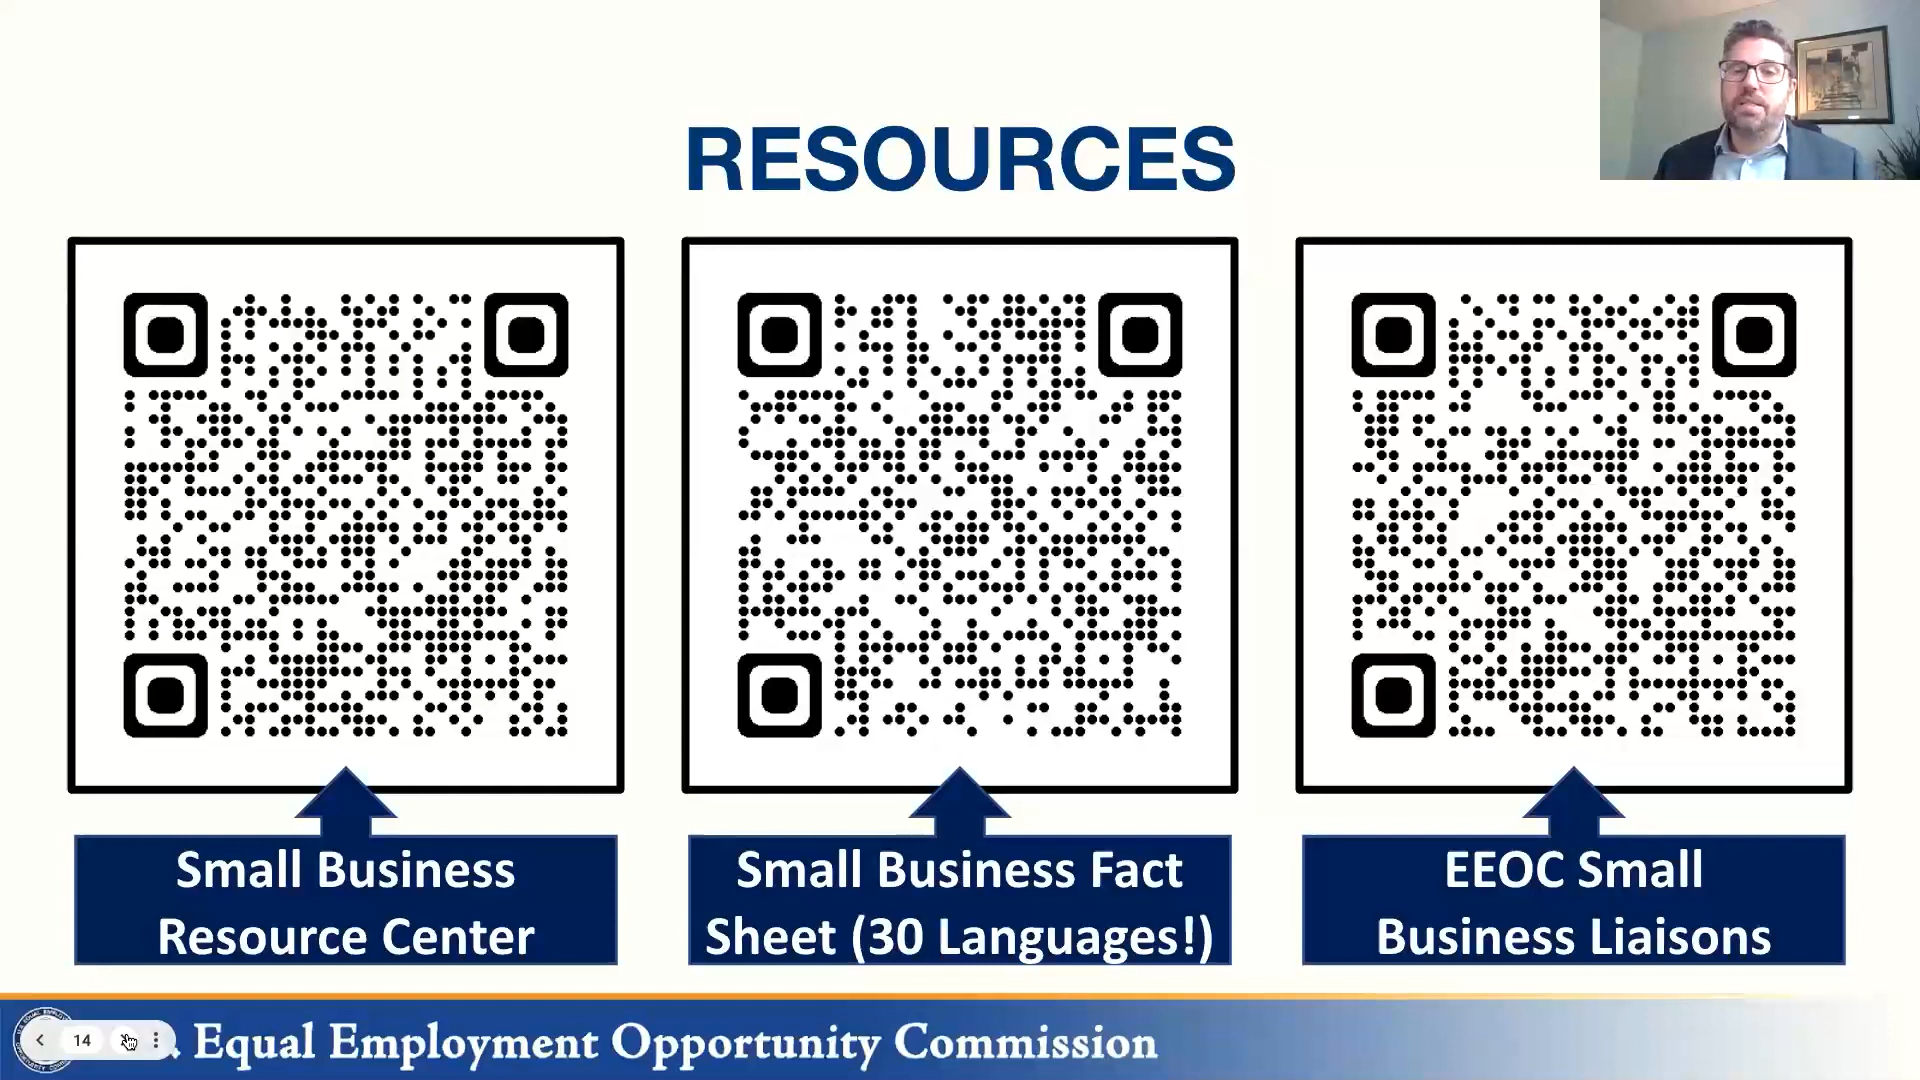 RESOURCES
Small Business
Resource Center
Small Business Fact
Sheet (30 Languages!)
EEOC Small
Business Liaisons
14
Equal Employment Opportunity Commission